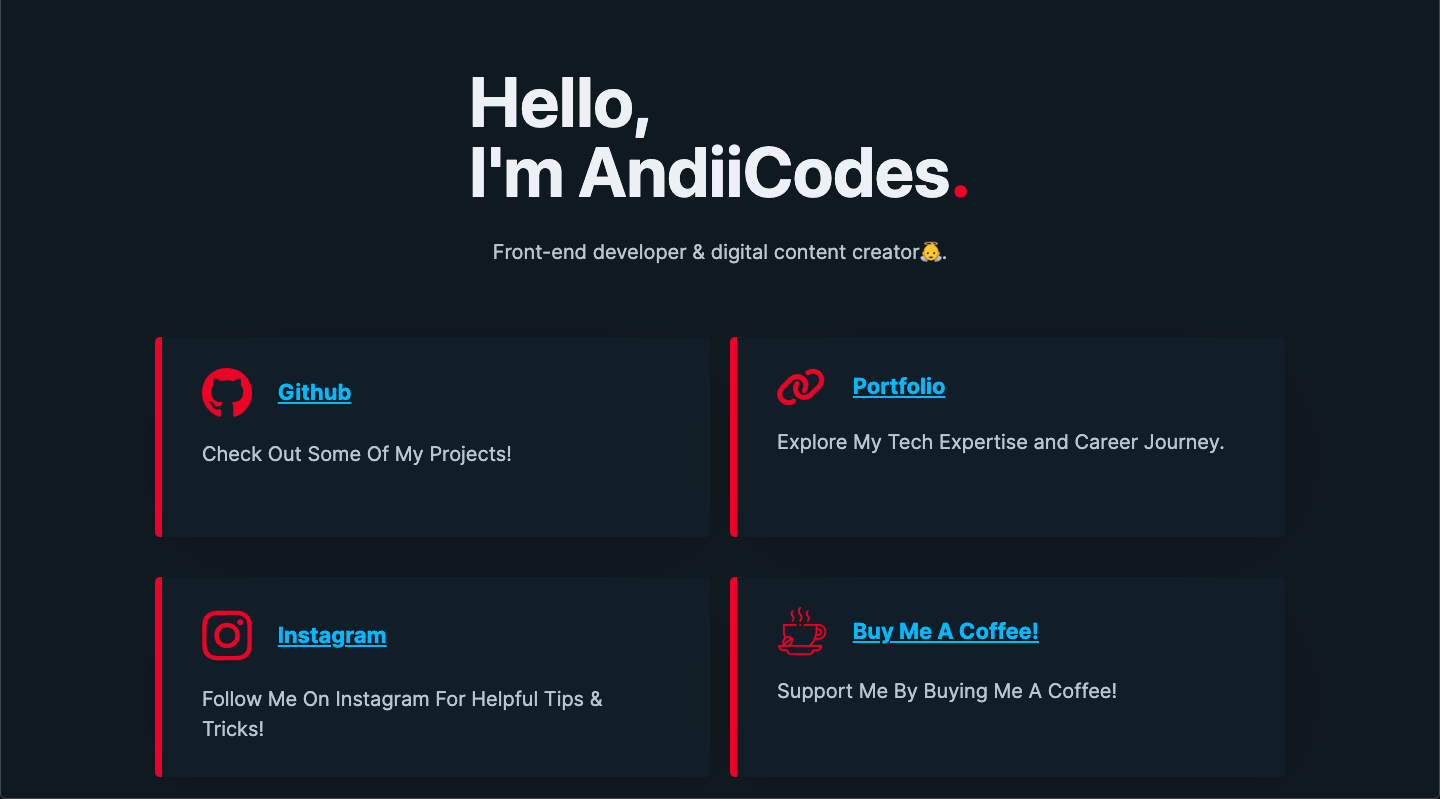 Hello,
I'm AndiiCodes.
Front-end developer & digital content creator👼.
Github
Check Out Some Of My Projects!
Portfolio
Explore My Tech Expertise and Career Journey.
Instagram
Follow Me On Instagram For Helpful Tips &
Tricks!
Buy Me A Coffee!
Support Me By Buying Me A Coffee!